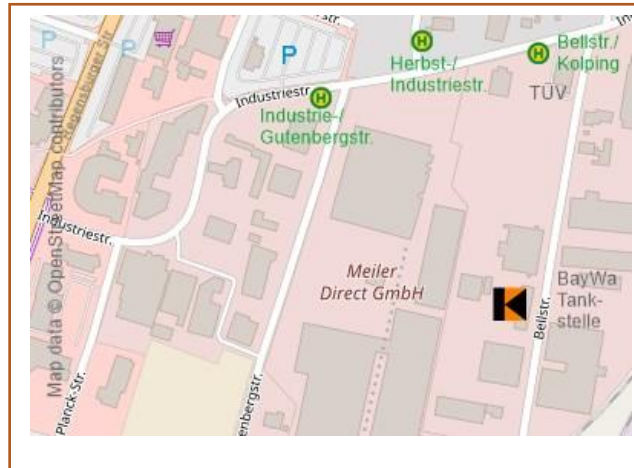 P
P
Regensburger Str.
Map data © OpenStreetMap contributors
H
Herbst-/
Industriestr.
H
Bellstr./
Kolping
TÜV
Industriestr.
H
Industrie-/
Gutenbergstr.
Industriestr.
Meiler
Direct GmbH
BayWa
Tank-
stelle
Bellstr.
Planck-Str.
enbergstr.